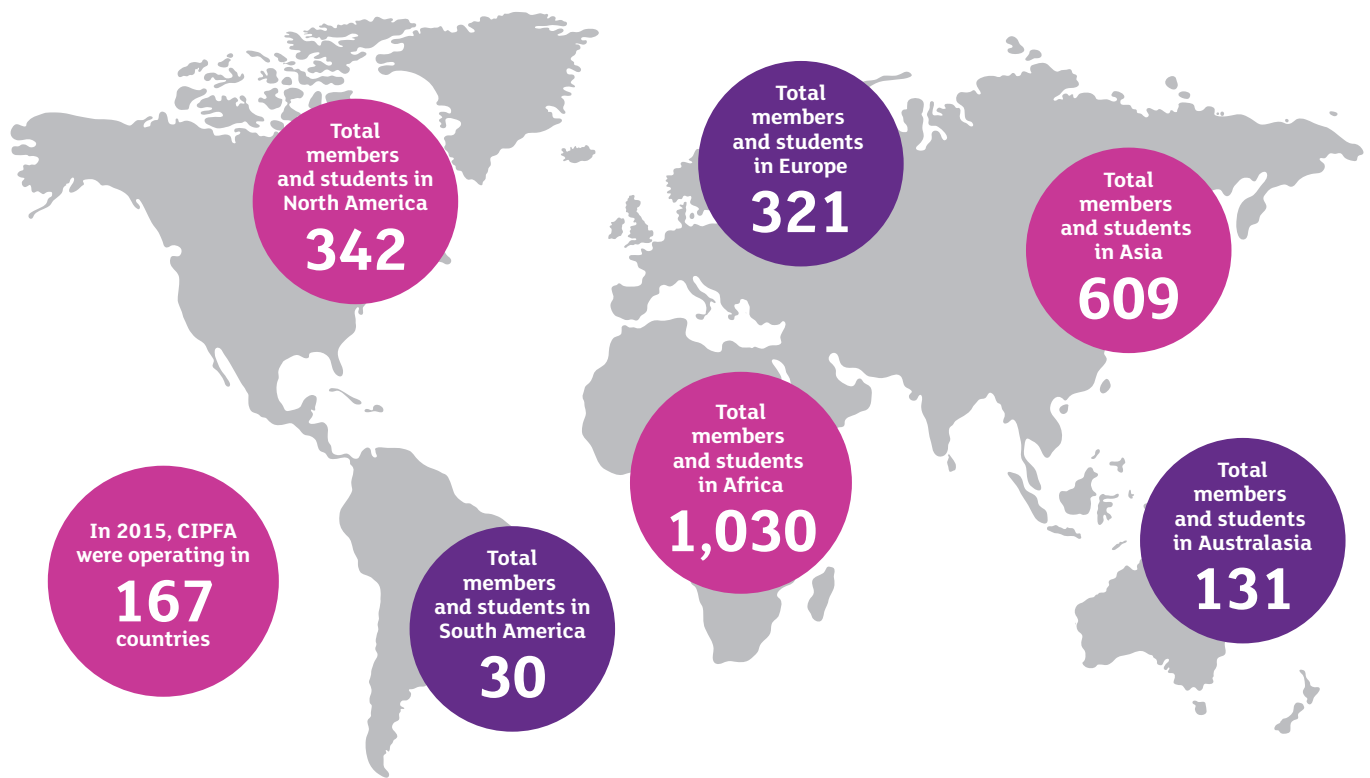 Total
members
and students in
North America
342
Total
members
and students
in Europe
321
Total
members
and students
in Asia
609
Total
members
and students
in Africa
1,030
Total
members
and students
in Australasia
131
In 2015, CIPFA
were operating in
167
countries
Total
members
and students in
South America
30